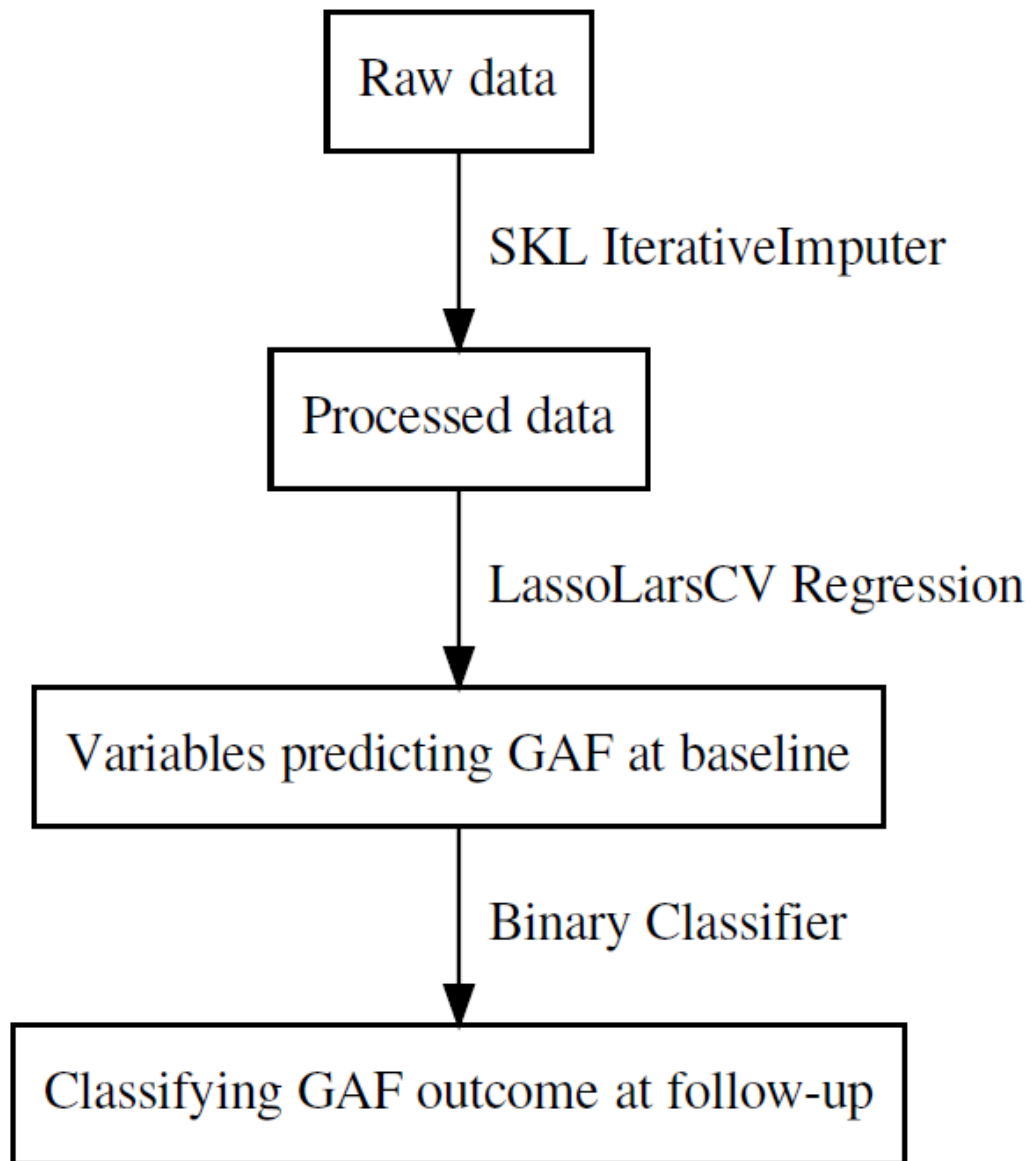 Raw data
SKL IterativeImputer
Processed data
LassoLarsCV Regression
Variables predicting GAF at baseline
Binary Classifier
Classifying GAF outcome at follow-up